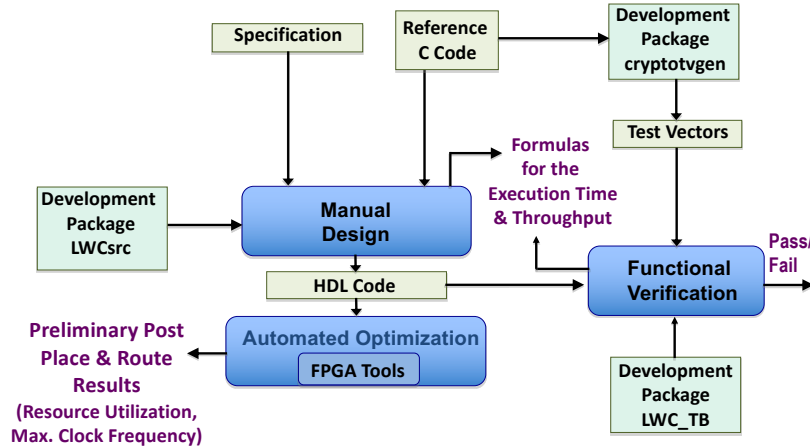 Specification
Reference
C Code
Development
Package
cryptotvgen
Test Vectors
Formulas
for the
Execution Time
& Throughput
Development
Package
LWCsrc
Manual
Design
Pass/
Fail
Functional
Verification
HDL Code
Automated Optimization
FPGA Tools
Preliminary Post
Place & Route
Results
(Resource Utilization,
Max. Clock Frequency)
Development
Package
LWC_TB